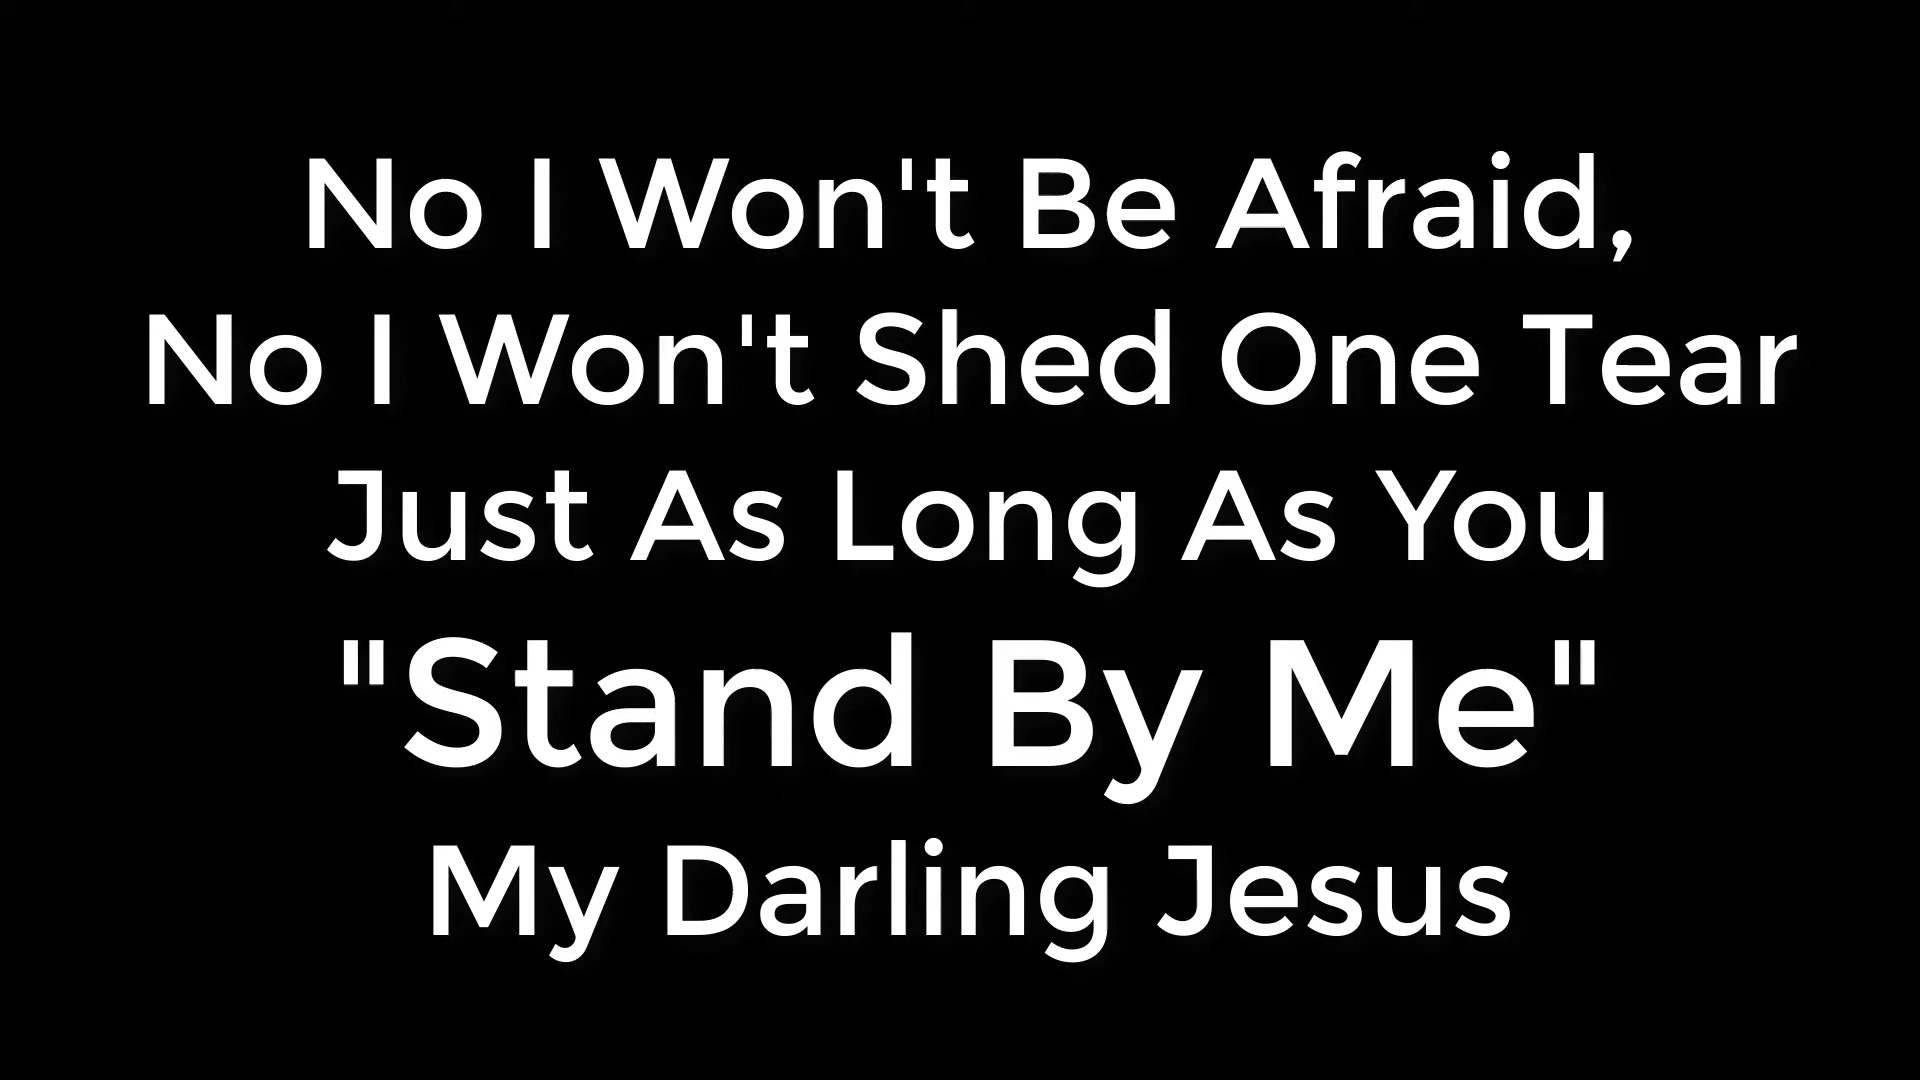 No I Won't Be Afraid,
No I Won't Shed One Tear
Just As Long As You
"Stand By Me"
My Darling Jesus